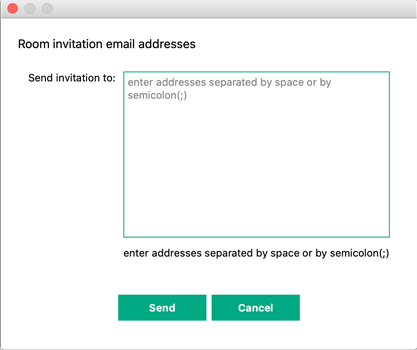 Room invitation email addresses
Send invitation to:
enter addresses separated by space or by
semicolon(;)
enter addresses separated by space or by semicolon(;)
Send
Cancel